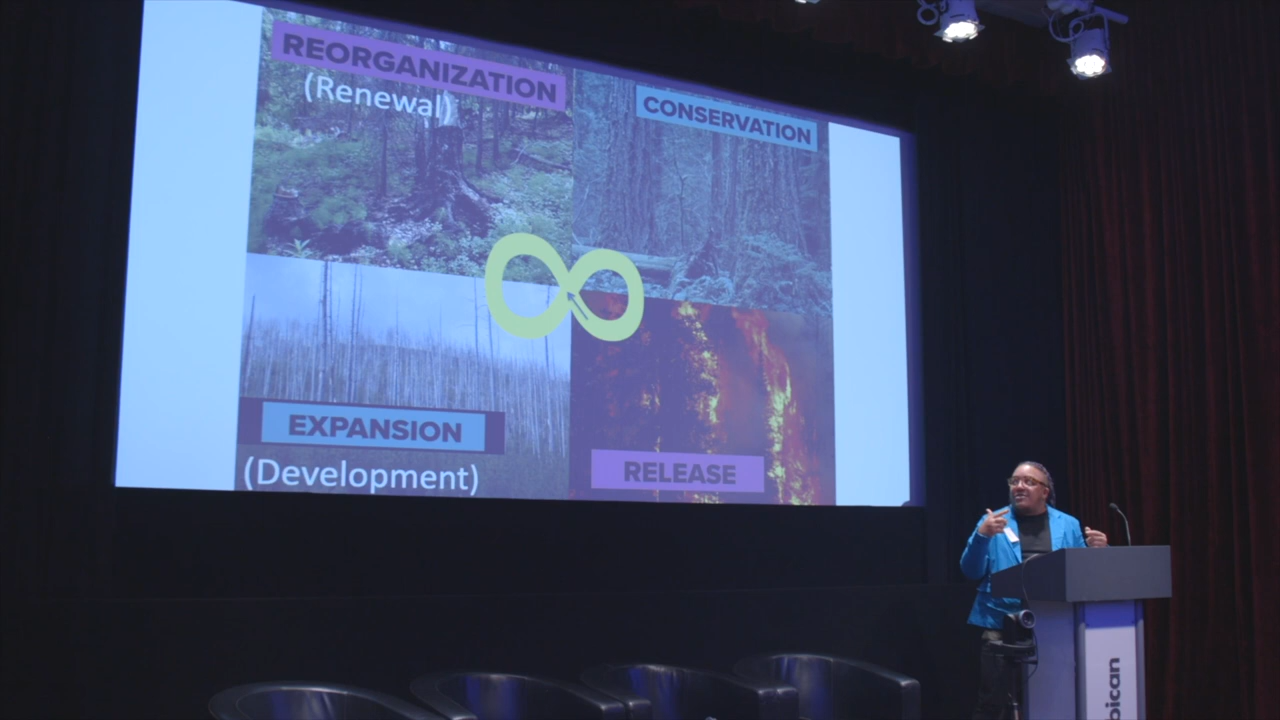 REORGANIZATION
(Renewal)
CONSERVATION
EXPANSION
(Development)
RELEASE
bican